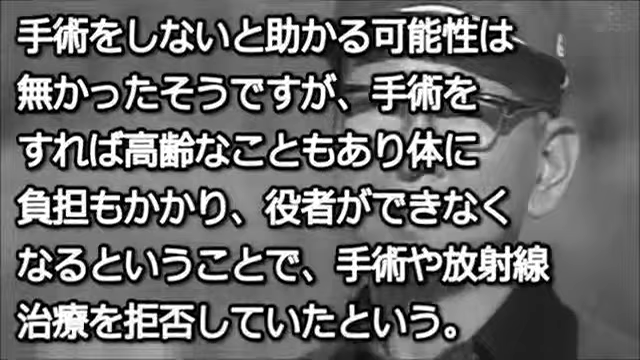 手術をしないと助かる可能性は
無かったそうですが、手術を
すれば高齢なこともあり体に
負担もかかり、役者ができなく
なるということで、手術や放射線
治療を拒否していたという。